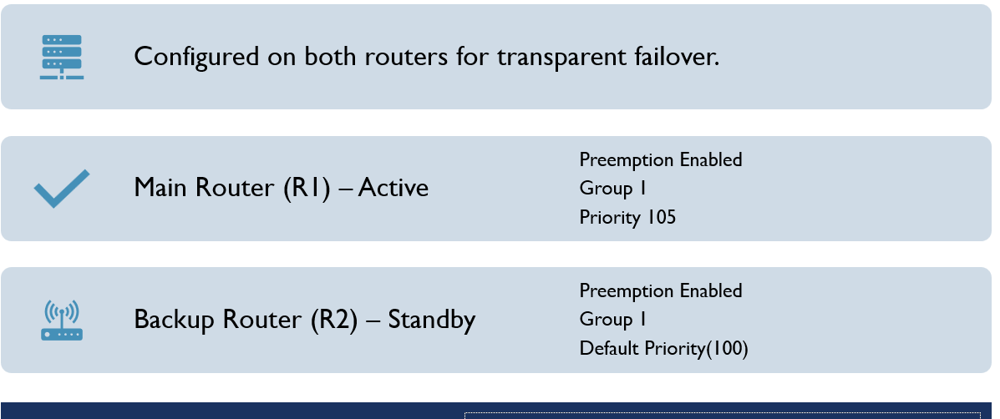 Configured on both routers for transparent failover.
Main Router (R1) – Active
Preemption Enabled
Group 1
Priority 105
Backup Router (R2) – Standby
Preemption Enabled
Group 1
Default Priority(100)